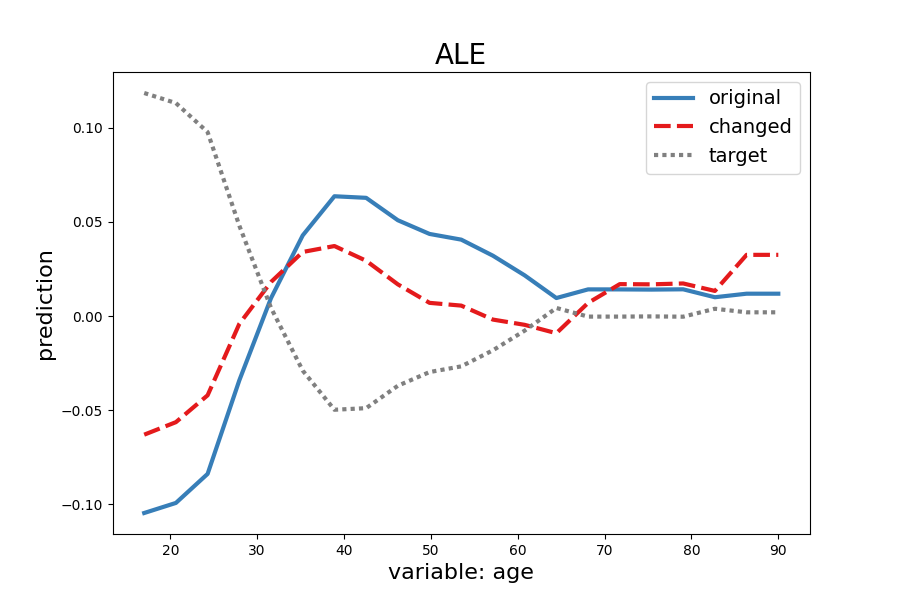 ALE
original
changed
target
prediction
0.10
0.05
0.00
−0.05
−0.10
20 30 40 50 60 70 80 90
variable: age